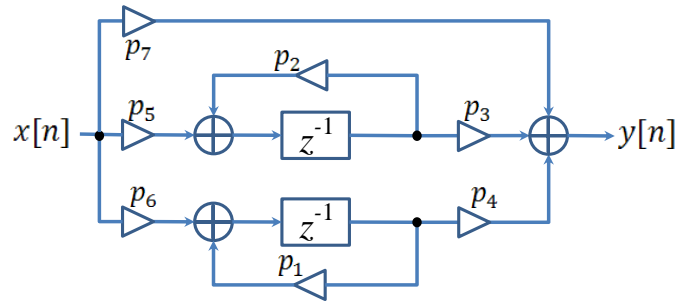 p₇
p₂
p₅
p₃
x[n]
z⁻¹
y[n]
p₆
p₄
z⁻¹
p₁